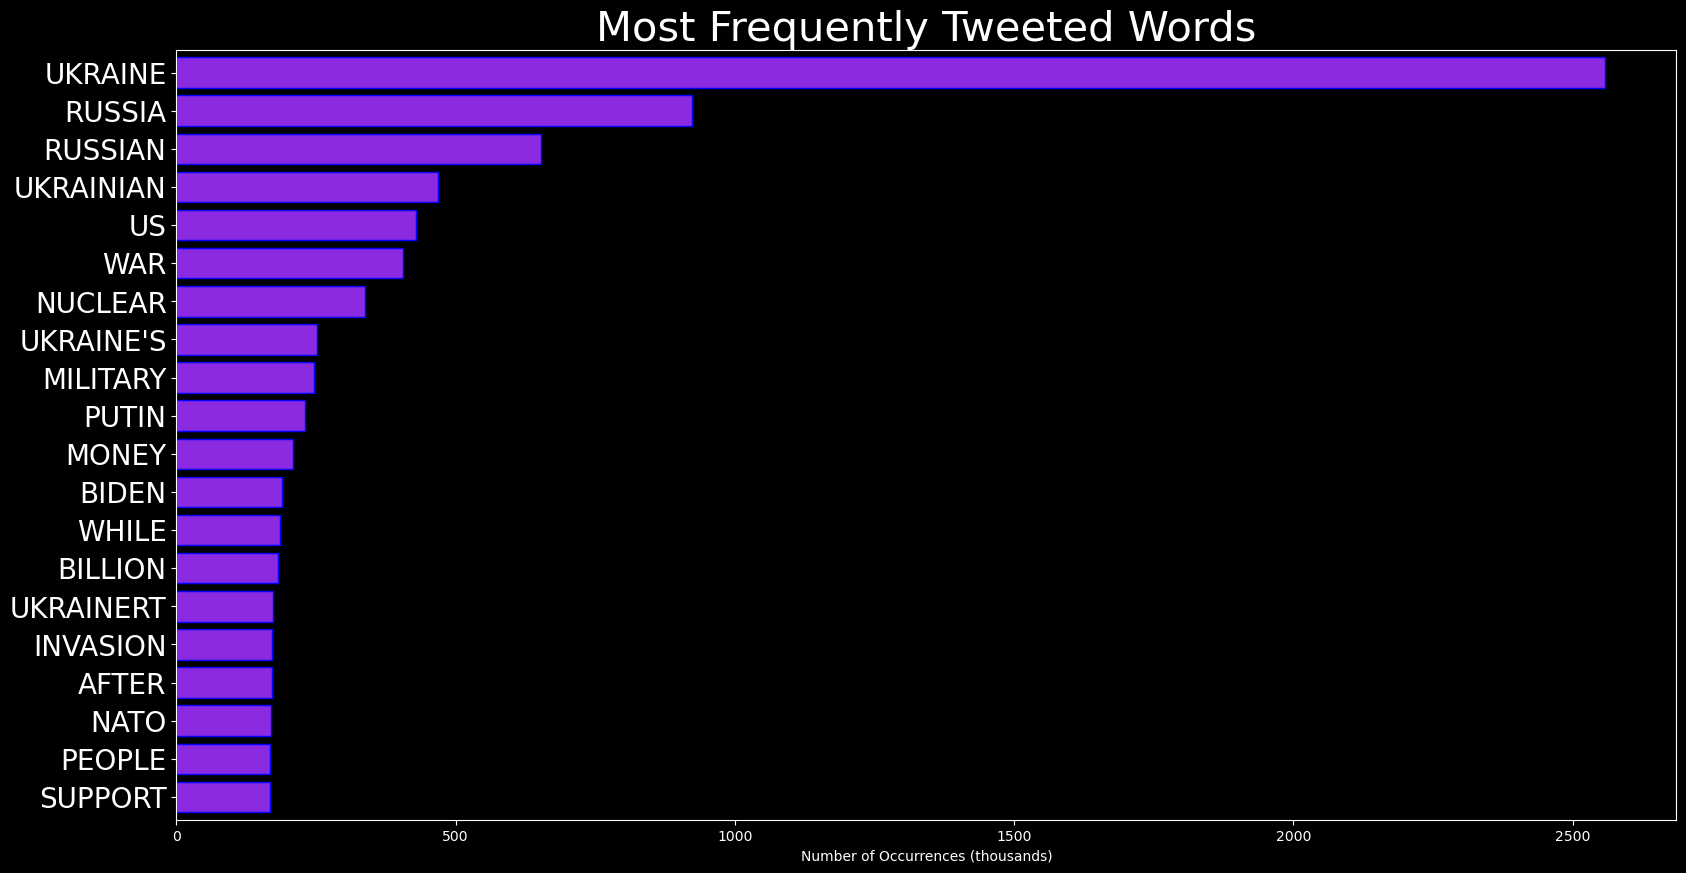 Most Frequently Tweeted Words
UKRAINE
RUSSIA
RUSSIAN
UKRAINIAN
US
WAR
NUCLEAR
UKRAINE'S
MILITARY
PUTIN
MONEY
BIDEN
WHILE
BILLION
UKRAINERT
INVASION
AFTER
NATO
PEOPLE
SUPPORT
0 500 1000 1500 2000 2500
Number of Occurrences (thousands)